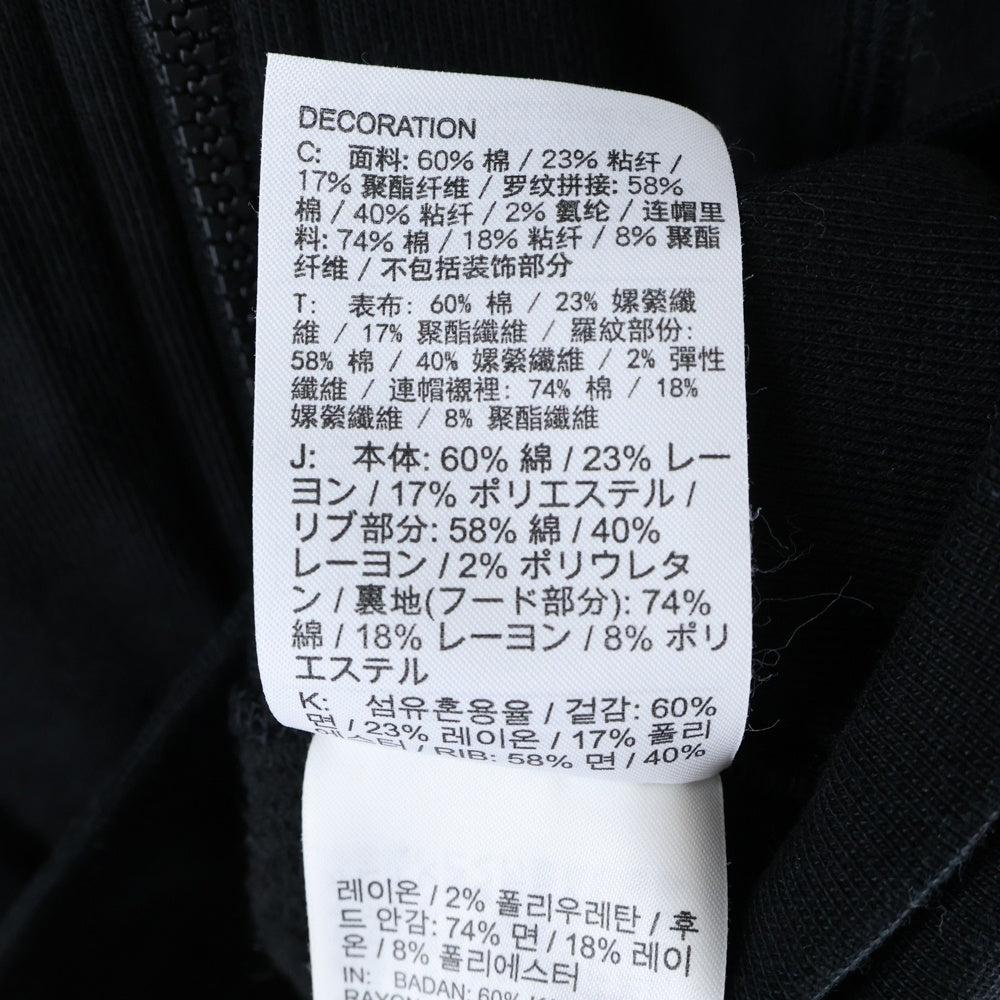 DECORATION
C: 面料: 60% 棉 / 23% 粘纤 /
17% 聚酯纤维 / 罗纹拼接: 58%
棉 / 40% 粘纤 / 2% 氨纶 / 连帽里
料: 74% 棉 / 18% 粘纤 / 8% 聚酯
纤维 / 不包括装饰部分
T: 表布: 60% 棉 / 23% 嫘縈纖
維 / 17% 聚酯纖維 / 羅紋部份:
58% 棉 / 40% 嫘縈纖維 / 2% 彈性
纖維 / 連帽襯裡: 74% 棉 / 18%
嫘縈纖維 / 8% 聚酯纖維
J: 本体: 60% 綿 / 23% レー
ヨン / 17% ポリエステル /
リブ部分: 58% 綿 / 40%
レーヨン / 2% ポリウレタ
ン / 裏地(フード部分): 74%
綿 / 18% レーヨン / 8% ポリ
エステル
K: 섬유혼용율 / 겉감: 60%
면 / 23% 레이온 / 17% 폴리
에스터 / RIB: 58% 면 / 40%
레이온 / 2% 폴리우레탄 / 후
드 안감: 74% 면 / 18% 레이
온 / 8% 폴리에스터
IN: BADAN: 60%